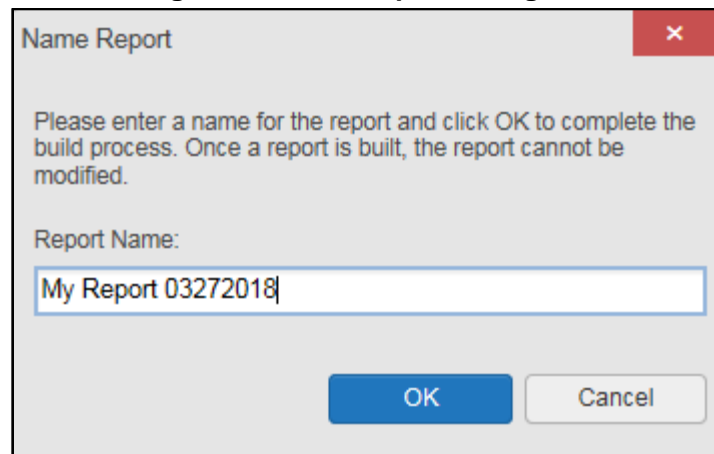 Name Report
Please enter a name for the report and click OK to complete the
build process. Once a report is built, the report cannot be
modified.
Report Name:
My Report 03272018
OK Cancel